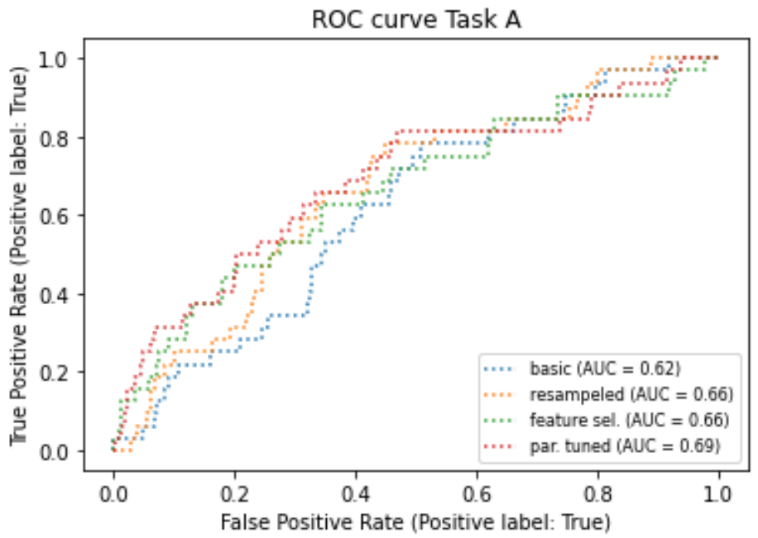 ROC curve Task A
True Positive Rate (Positive label: True)
1.0
0.8
0.6
0.4
0.2
0.0
basic (AUC = 0.62)
resampeled (AUC = 0.66)
feature sel. (AUC = 0.66)
par. tuned (AUC = 0.69)
0.0 0.2 0.4 0.6 0.8 1.0
False Positive Rate (Positive label: True)